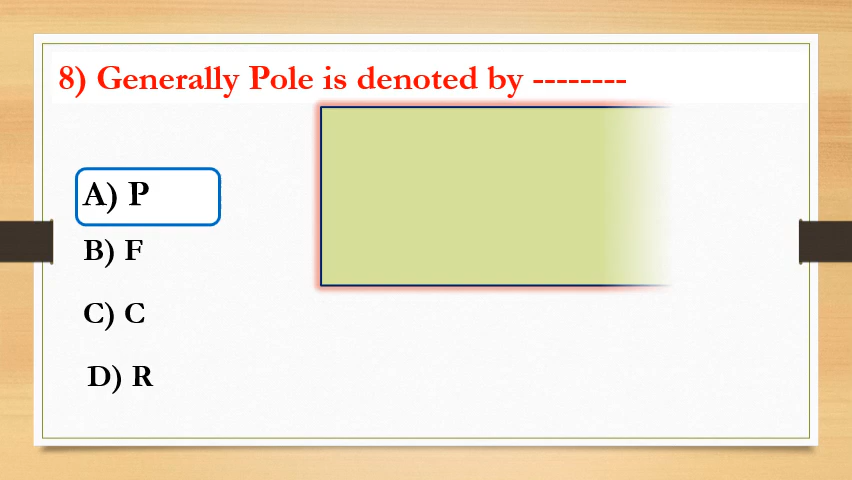 8) Generally Pole is denoted by --------
A) P
B) F
C) C
D) R